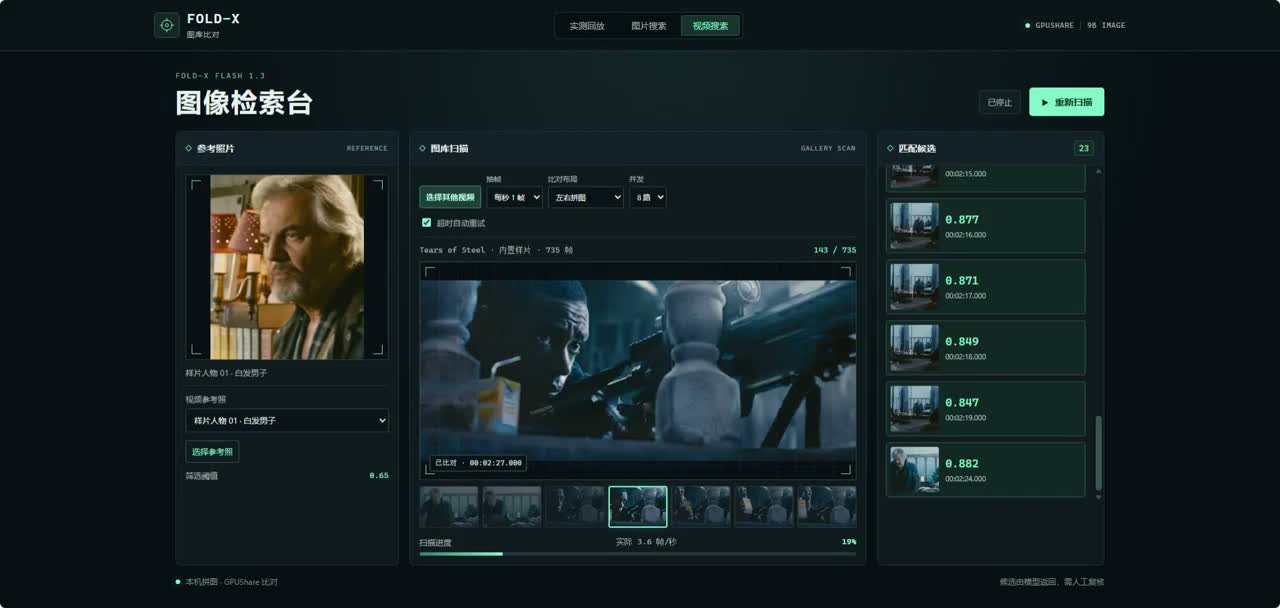 FOLD-X
图库比对
实测回放
图片搜索
视频搜索
GPUSHARE
9B IMAGE
FOLD-X FLASH 1.3
图像检索台
已停止
▶ 重新扫描
参考照片
REFERENCE
样片人物 01 · 白发男子
视频参考照
样片人物 01 · 白发男子
选择参考照
筛选阈值
0.65
图库扫描
GALLERY SCAN
抽帧
比对布局
并发
选择其他视频
每秒 1 帧
左右拼图
8 路
超时自动重试
Tears of Steel · 内置样片 · 735 帧
143 / 735
已比对 · 00:02:27.000
扫描进度
实际 3.6 帧/秒
19%
匹配候选
23
00:02:15.000
0.877
00:02:16.000
0.871
00:02:17.000
0.849
00:02:18.000
0.847
00:02:19.000
0.882
00:02:24.000
本机拼图 · GPUShare 比对
候选由模型返回，需人工复核